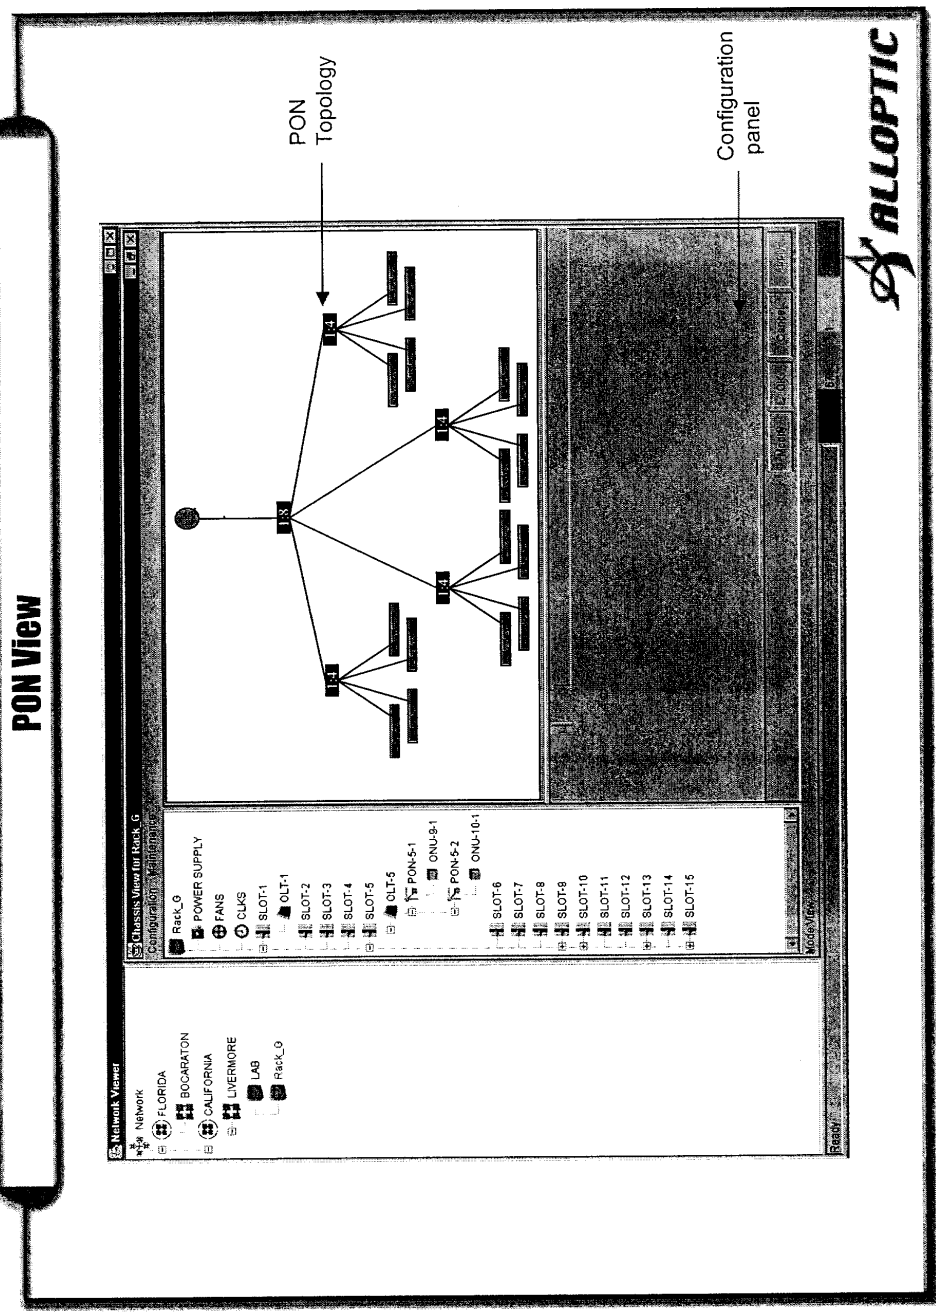 PON View
Network Viewer
Network
FLORIDA
BOCARATON
CALIFORNIA
LIVERMORE
LAB
Rack_G
Chassis View for Rack_G
Configuration Maintenance
Rack_G
POWER SUPPLY
FANS
CLKS
SLOT-1
OLT-1
SLOT-2
SLOT-3
SLOT-4
SLOT-5
OLT-5
PON-5-1
ONU-9-1
PON-5-2
ONU-10-1
SLOT-6
SLOT-7
SLOT-8
SLOT-9
SLOT-10
SLOT-11
SLOT-12
SLOT-13
SLOT-14
SLOT-15
1:8
1:4
1:4
1:4
1:4
Cancel
Ready
PON
Topology
Configuration
panel
ALLOPTIC